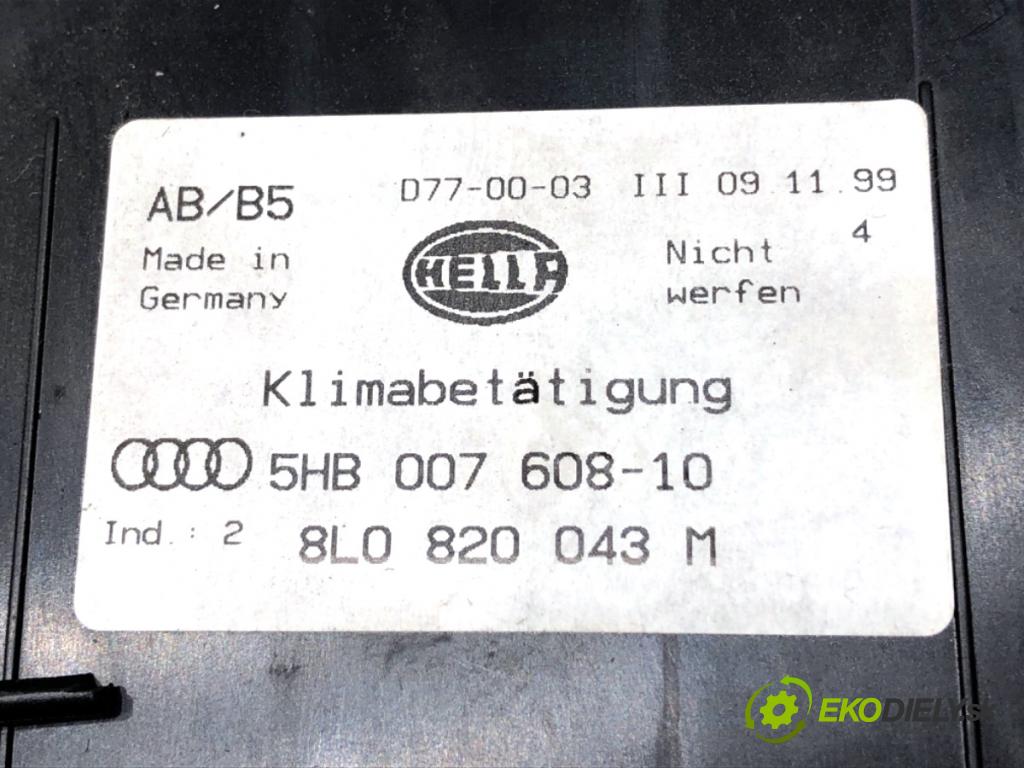 AB/B5 D77-00-03 III 09.11.99
4
Made in
Germany
HELLA
Nicht
werfen
Klimabetätigung
5HB 007 608-10
Ind.: 2 8L0 820 043 M
EKODIELY.sk